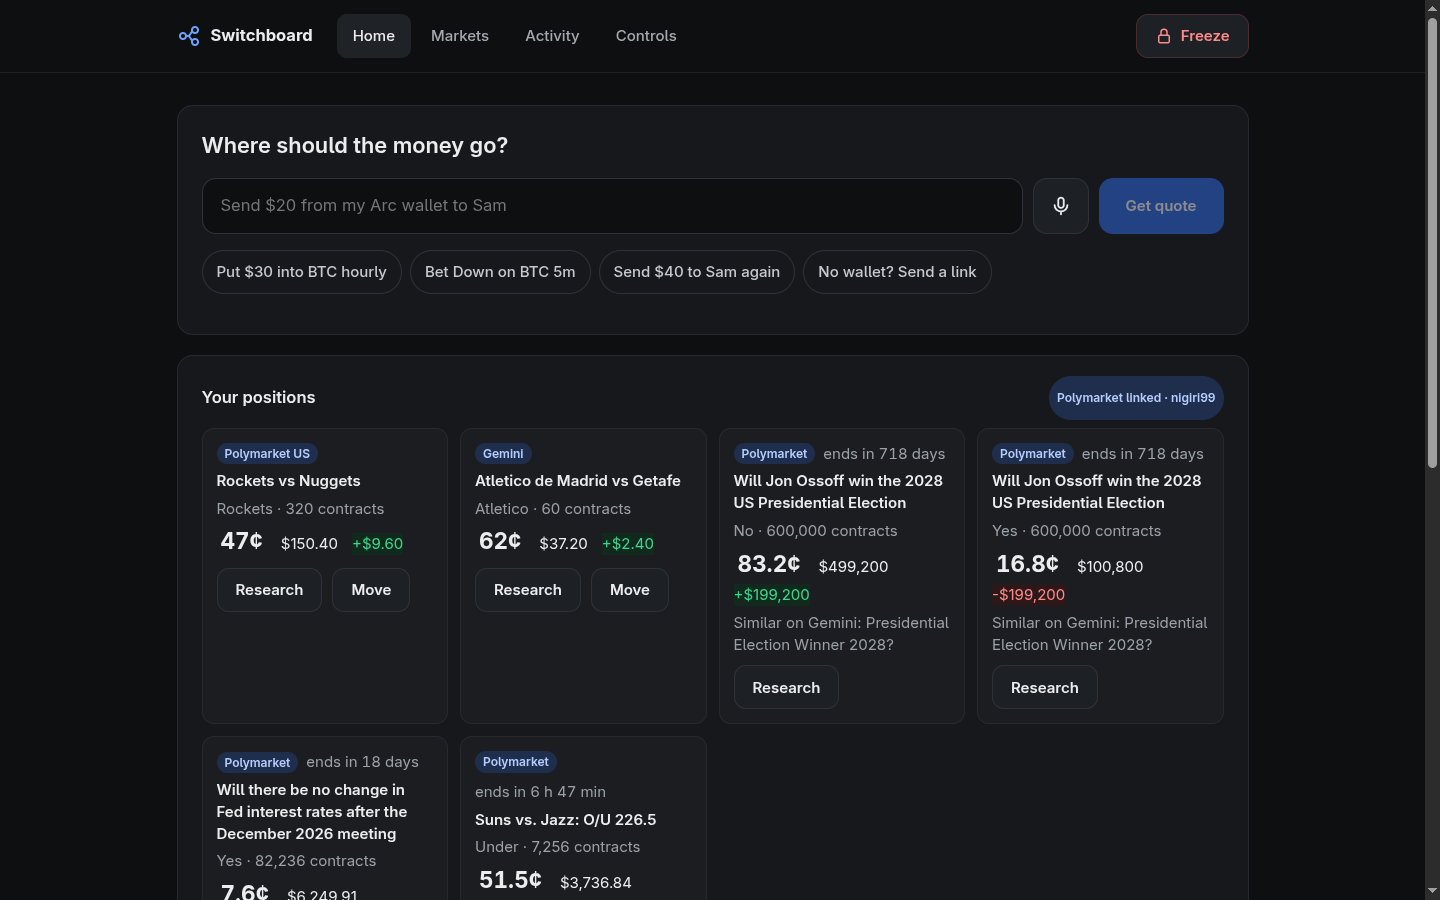 Switchboard
Home
Markets
Activity
Controls
Freeze
Where should the money go?
Send $20 from my Arc wallet to Sam
Get quote
Put $30 into BTC hourly
Bet Down on BTC 5m
Send $40 to Sam again
No wallet? Send a link
Your positions
Polymarket linked · nigiri99
Polymarket US
Rockets vs Nuggets
Rockets · 320 contracts
47¢ $150.40 +$9.60
Research
Move
Gemini
Atletico de Madrid vs Getafe
Atletico · 60 contracts
62¢ $37.20 +$2.40
Research
Move
Polymarket ends in 718 days
Will Jon Ossoff win the 2028
US Presidential Election
No · 600,000 contracts
83.2¢ $499,200
+$199,200
Similar on Gemini: Presidential
Election Winner 2028?
Research
Polymarket ends in 718 days
Will Jon Ossoff win the 2028
US Presidential Election
Yes · 600,000 contracts
16.8¢ $100,800
-$199,200
Similar on Gemini: Presidential
Election Winner 2028?
Research
Polymarket ends in 18 days
Will there be no change in
Fed interest rates after the
December 2026 meeting
Yes · 82,236 contracts
7.6¢ $6,249.91
Polymarket
ends in 6 h 47 min
Suns vs. Jazz: O/U 226.5
Under · 7,256 contracts
51.5¢ $3,736.84